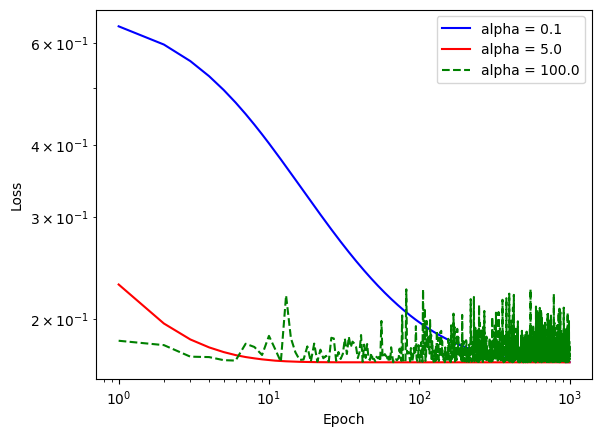 6 × 10⁻¹
4 × 10⁻¹
3 × 10⁻¹
2 × 10⁻¹
Loss
alpha = 0.1
alpha = 5.0
alpha = 100.0
10⁰ 10¹ 10² 10³
Epoch